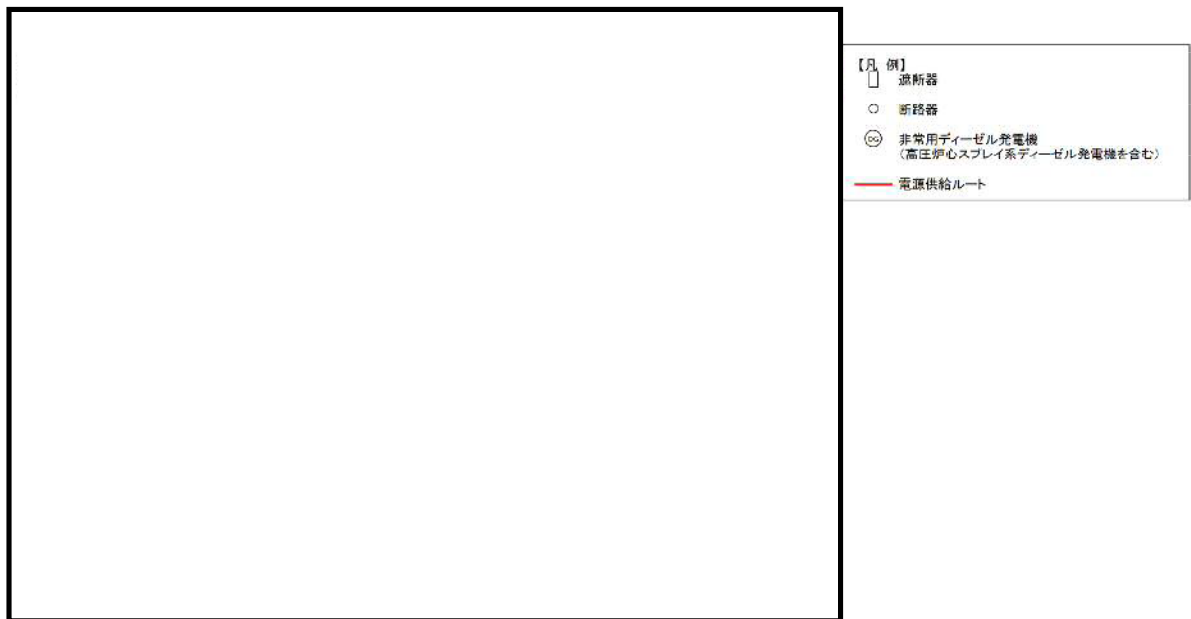 【凡 例】
遮断器
断路器
DG 非常用ディーゼル発電機
（高圧炉心スプレイ系ディーゼル発電機を含む）
電源供給ルート